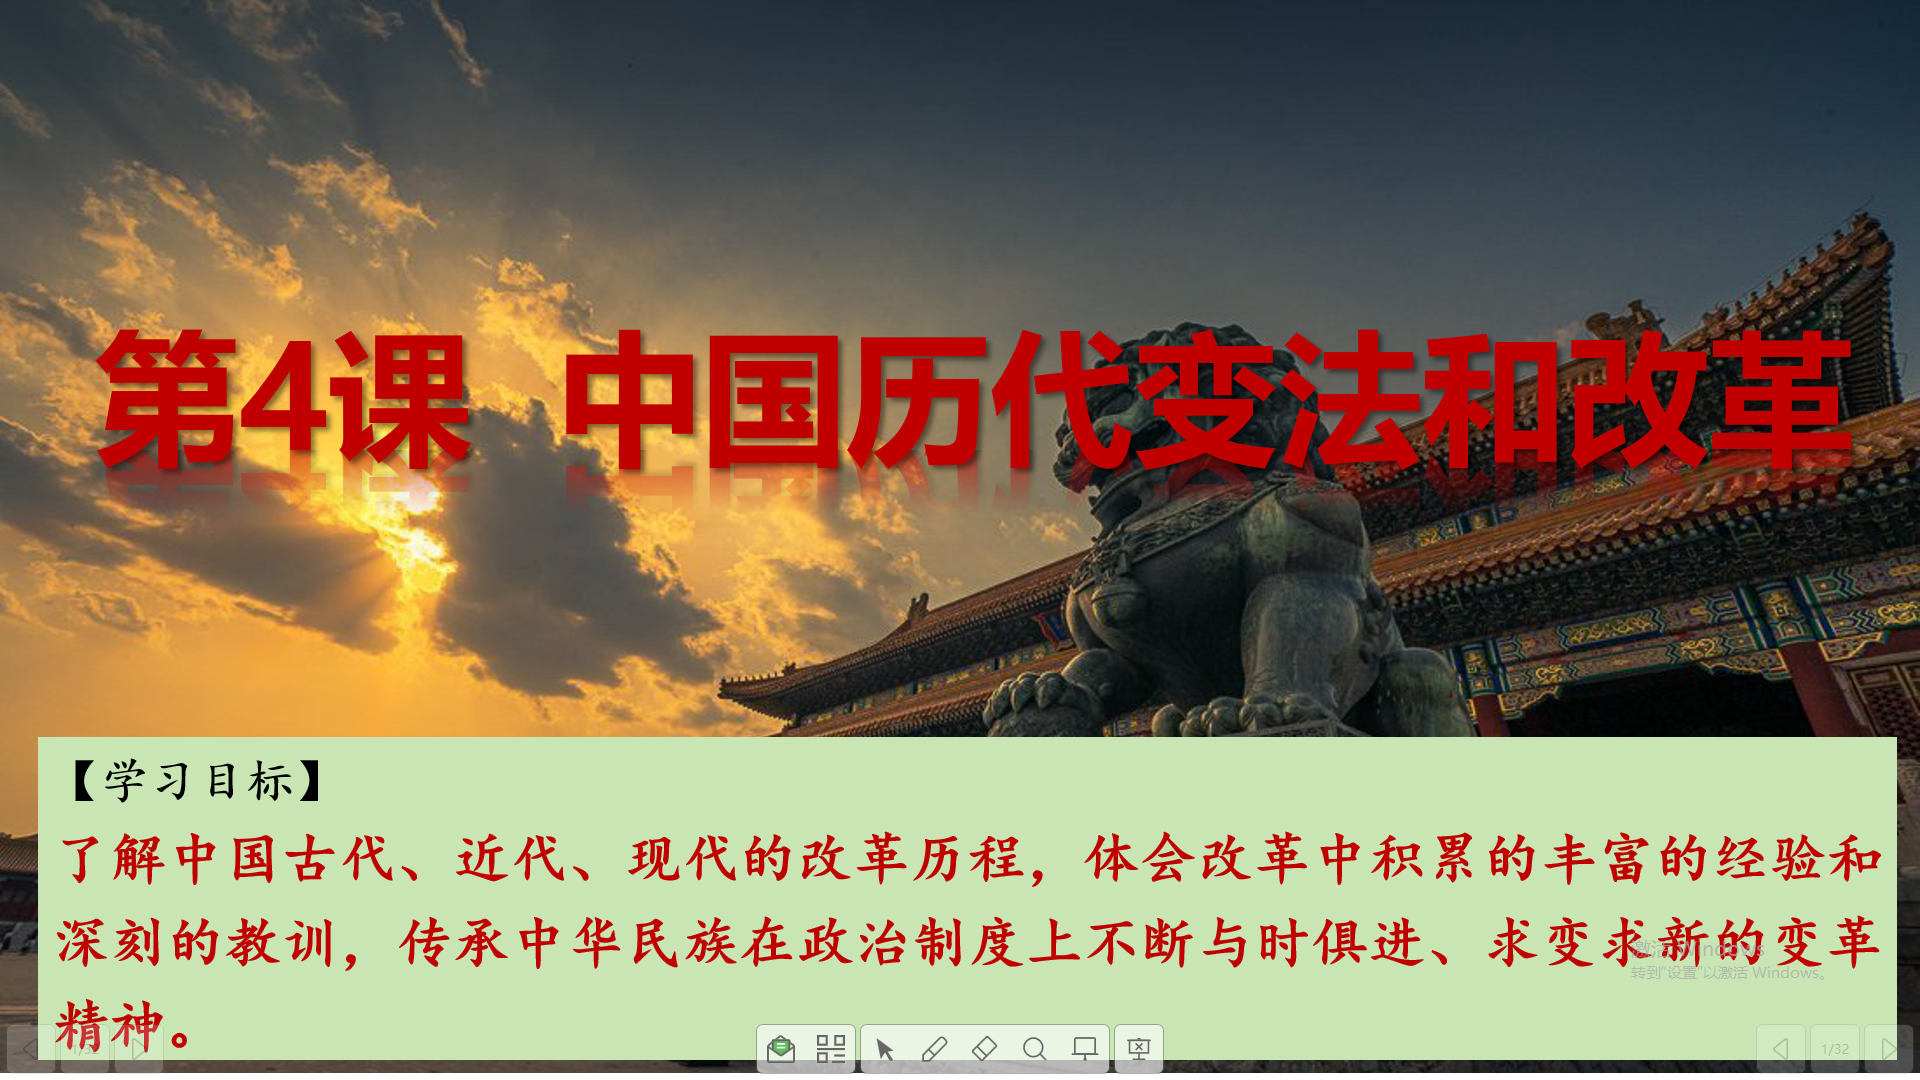 第4课 中国历代变法和改革
【学习目标】
了解中国古代、近代、现代的改革历程，体会改革中积累的丰富的经验和
深刻的教训，传承中华民族在政治制度上不断与时俱进、求变求新的变革
精神。
激活 Windows
转到“设置”以激活 Windows。
1/32
1/32